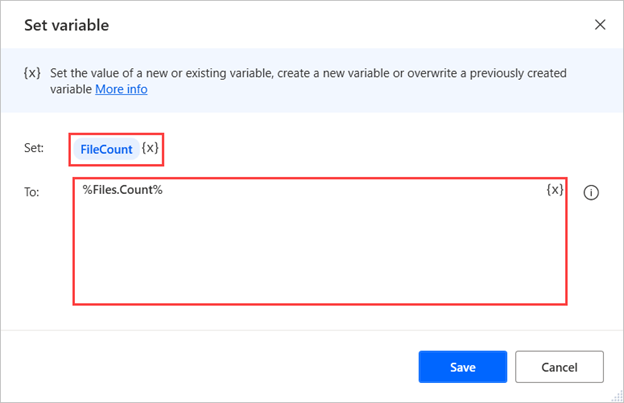 Set variable
{x} Set the value of a new or existing variable, create a new variable or overwrite a previously created
variable More info
Set: FileCount {x}
To: %Files.Count% {x}
Save Cancel